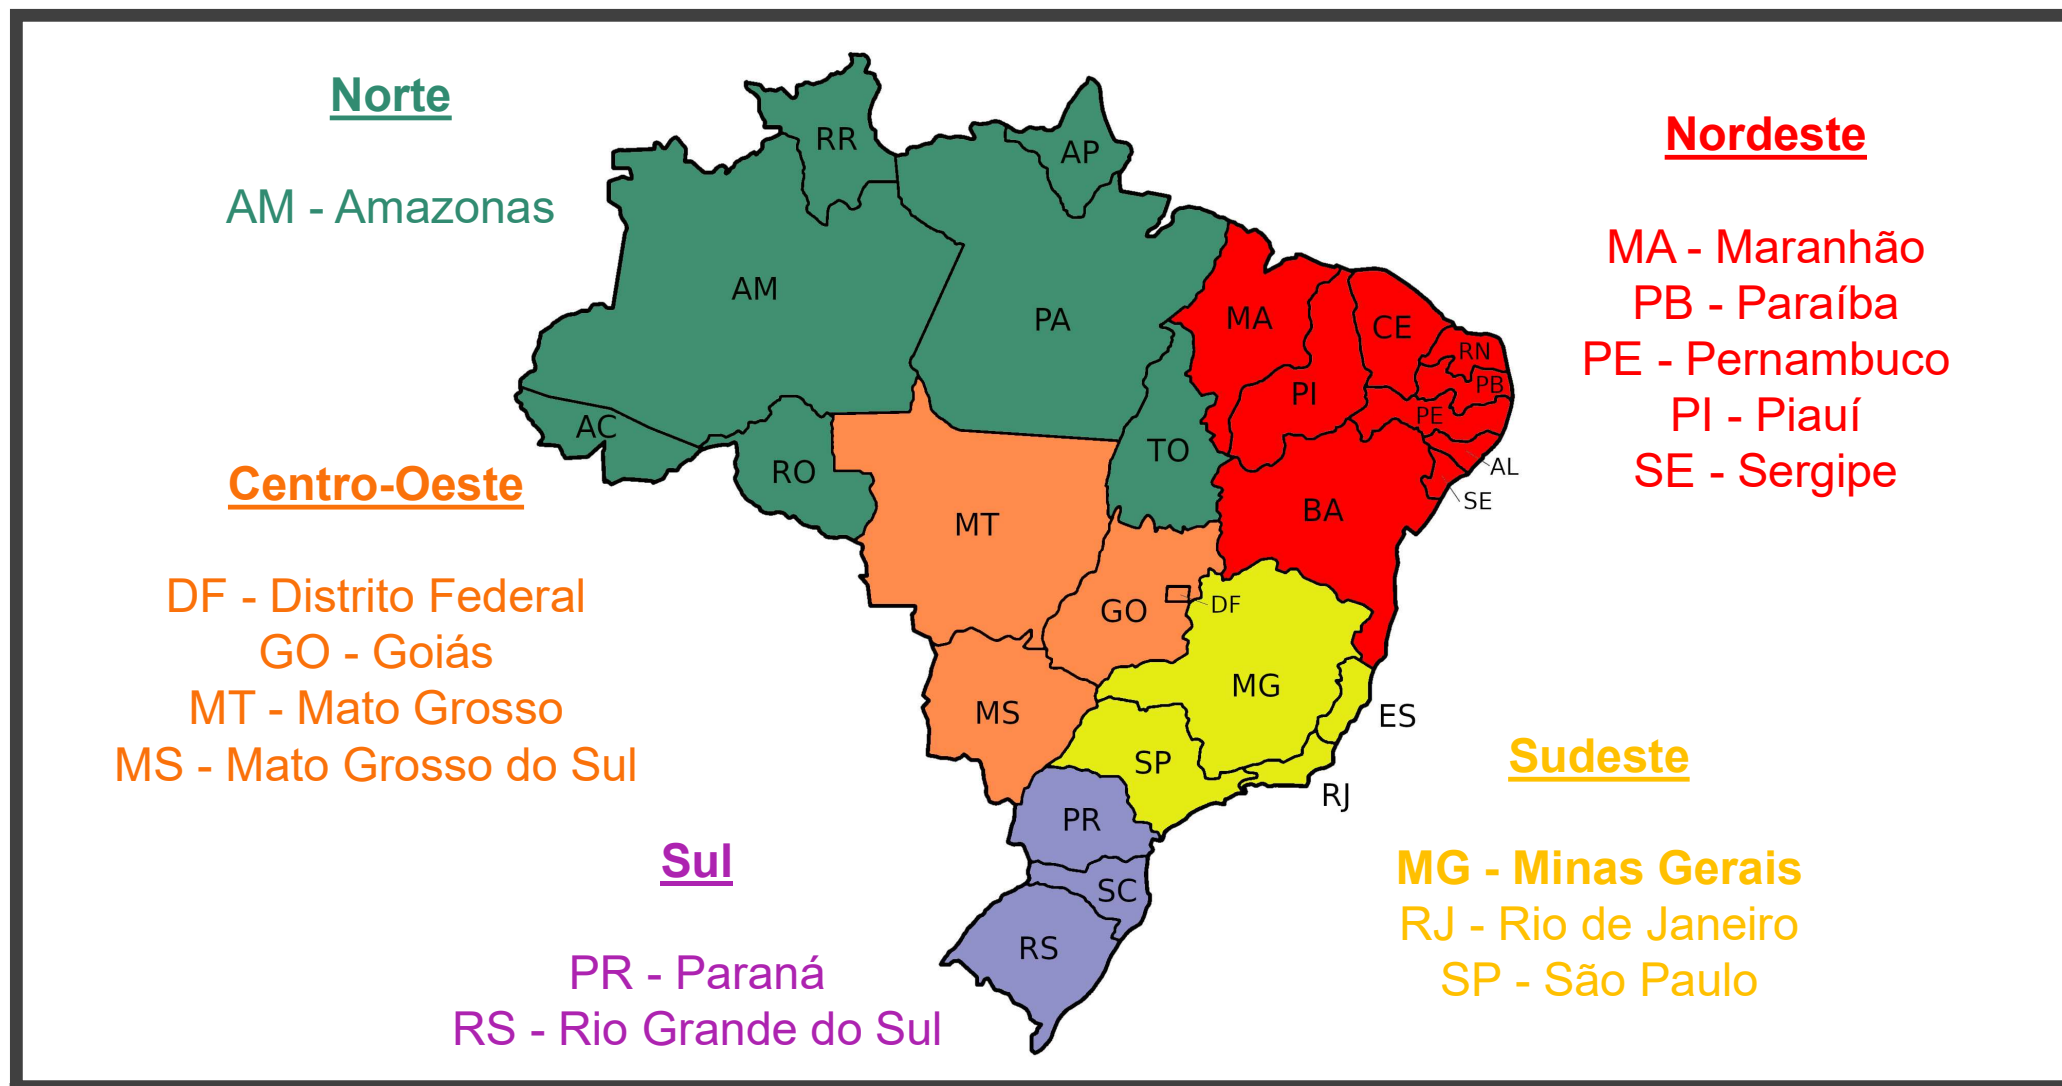 Norte
AM - Amazonas
Centro-Oeste
DF - Distrito Federal
GO - Goiás
MT - Mato Grosso
MS - Mato Grosso do Sul
Sul
PR - Paraná
RS - Rio Grande do Sul
RR
AP
AM
PA
MA
CE
RN
PB
PE
PI
AC
TO
RO
AL
SE
BA
MT
GO
DF
MG
MS
ES
SP
RJ
PR
SC
RS
Nordeste
MA - Maranhão
PB - Paraíba
PE - Pernambuco
PI - Piauí
SE - Sergipe
Sudeste
MG - Minas Gerais
RJ - Rio de Janeiro
SP - São Paulo